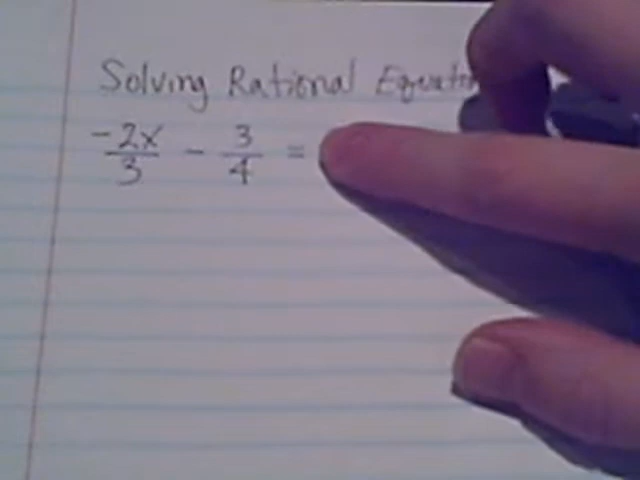 Solving Rational
-2x/3 - 3/4 =